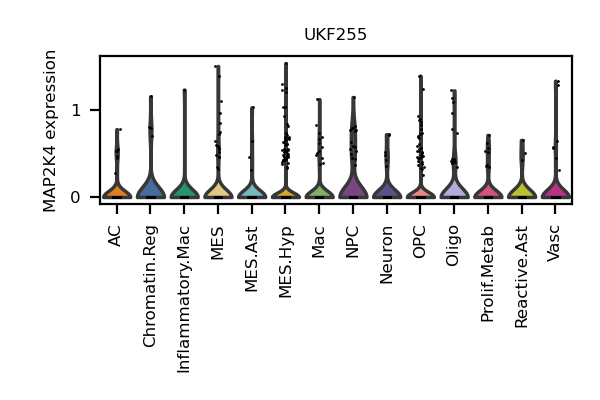 UKF255
MAP2K4 expression
1
0
AC
Chromatin.Reg
Inflammatory.Mac
MES
MES.Ast
MES.Hyp
Mac
NPC
Neuron
OPC
Oligo
Prolif.Metab
Reactive.Ast
Vasc